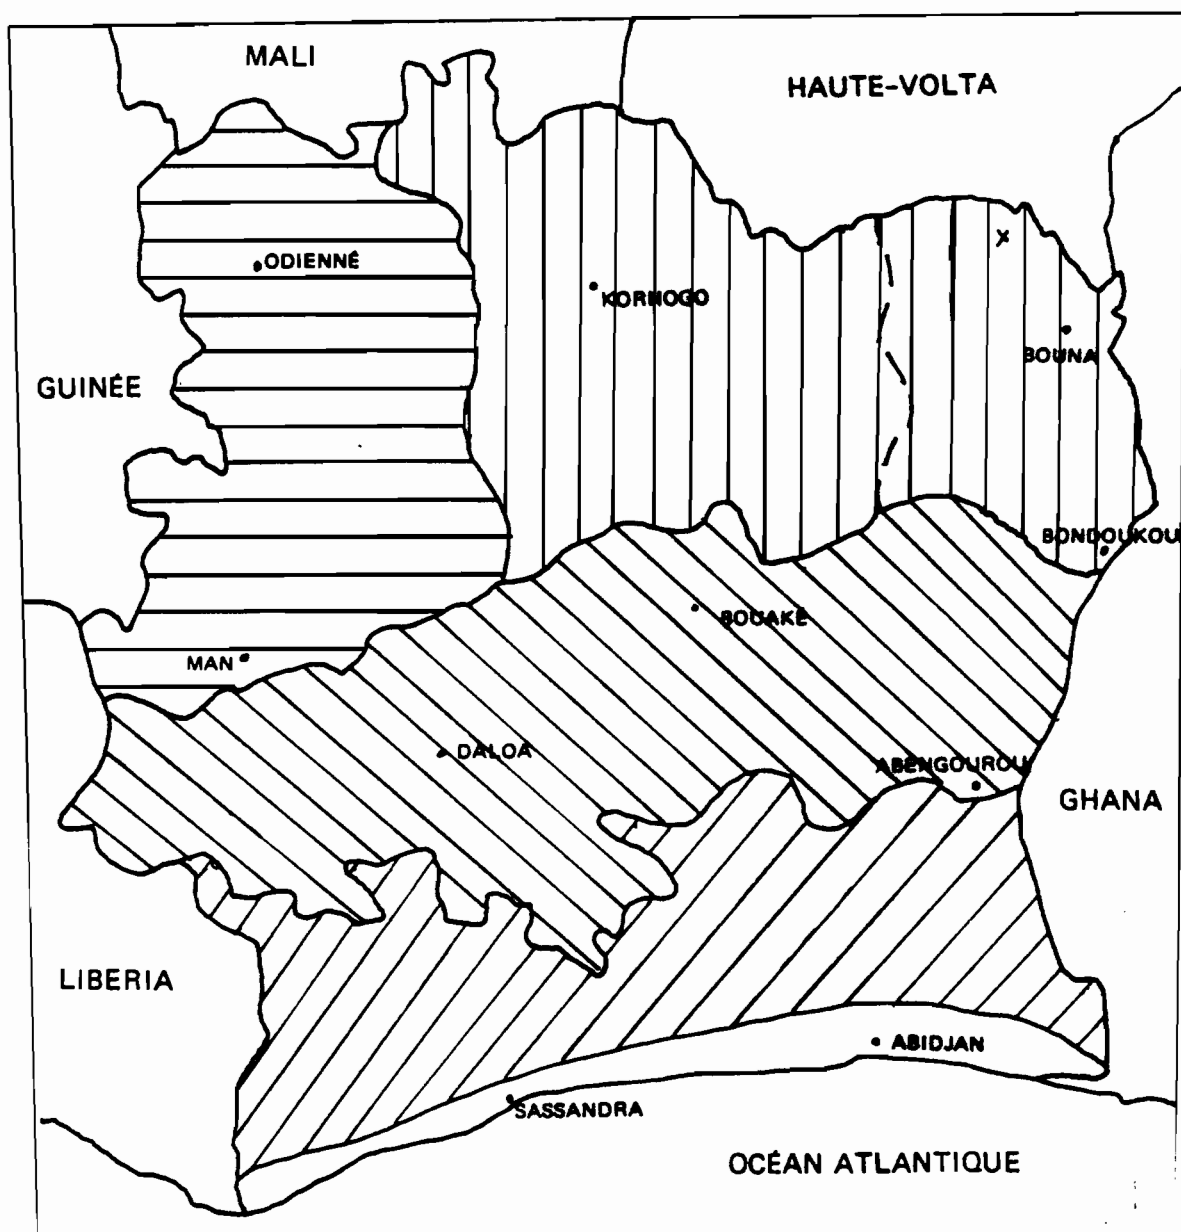 MALI
HAUTE-VOLTA
ODIENNÉ
KORHOGO
BOUNA
GUINÉE
BONDOUKOU
BOUAKÉ
MAN
DALOA
ABENGOUROU
GHANA
LIBERIA
ABIDJAN
SASSANDRA
OCÉAN ATLANTIQUE